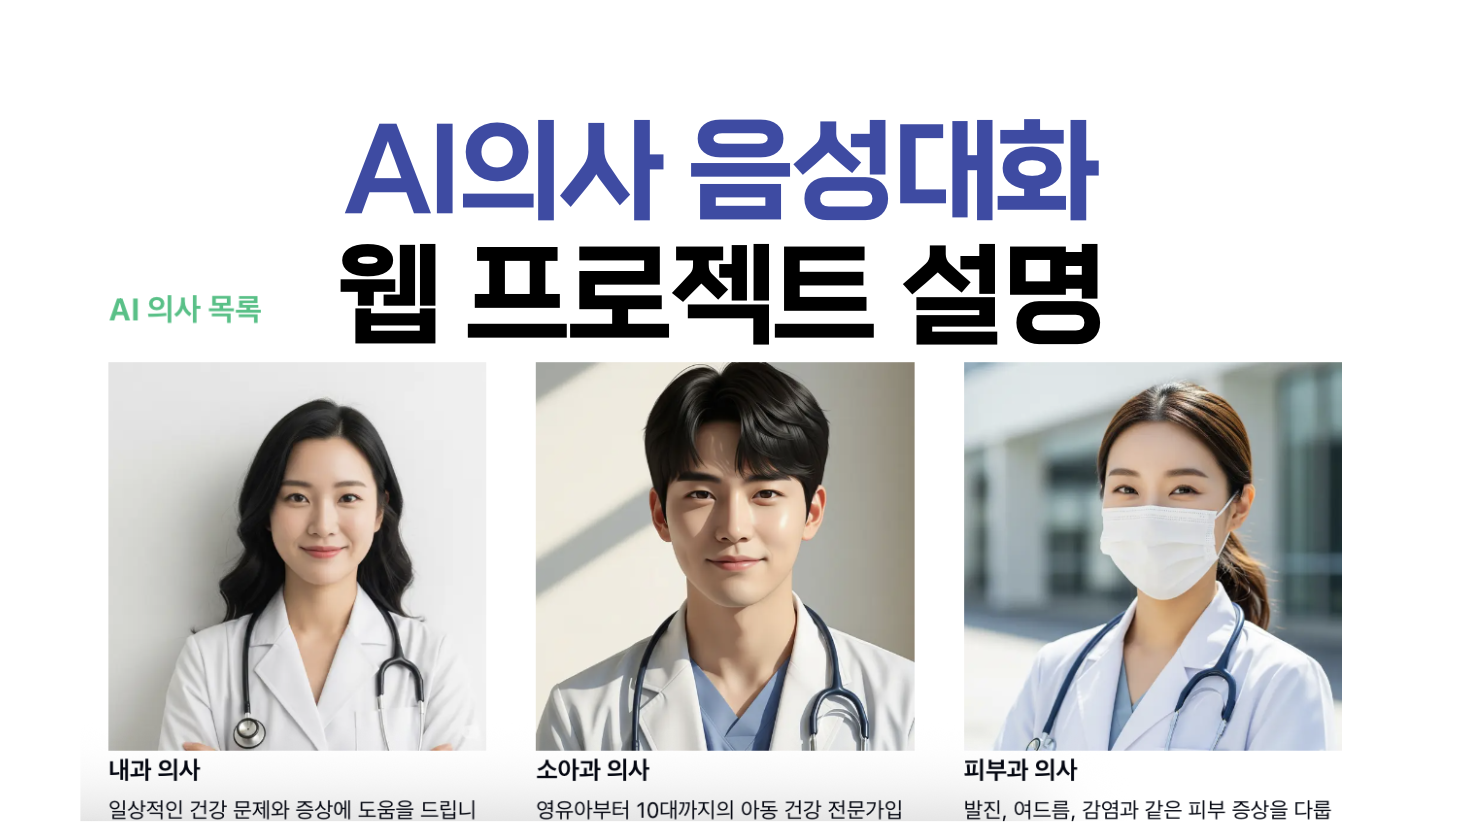 AI의사 음성대화
웹 프로젝트 설명
AI 의사 목록
내과 의사
일상적인 건강 문제와 증상에 도움을 드립니
소아과 의사
영유아부터 10대까지의 아동 건강 전문가입
피부과 의사
발진, 여드름, 감염과 같은 피부 증상을 다룹